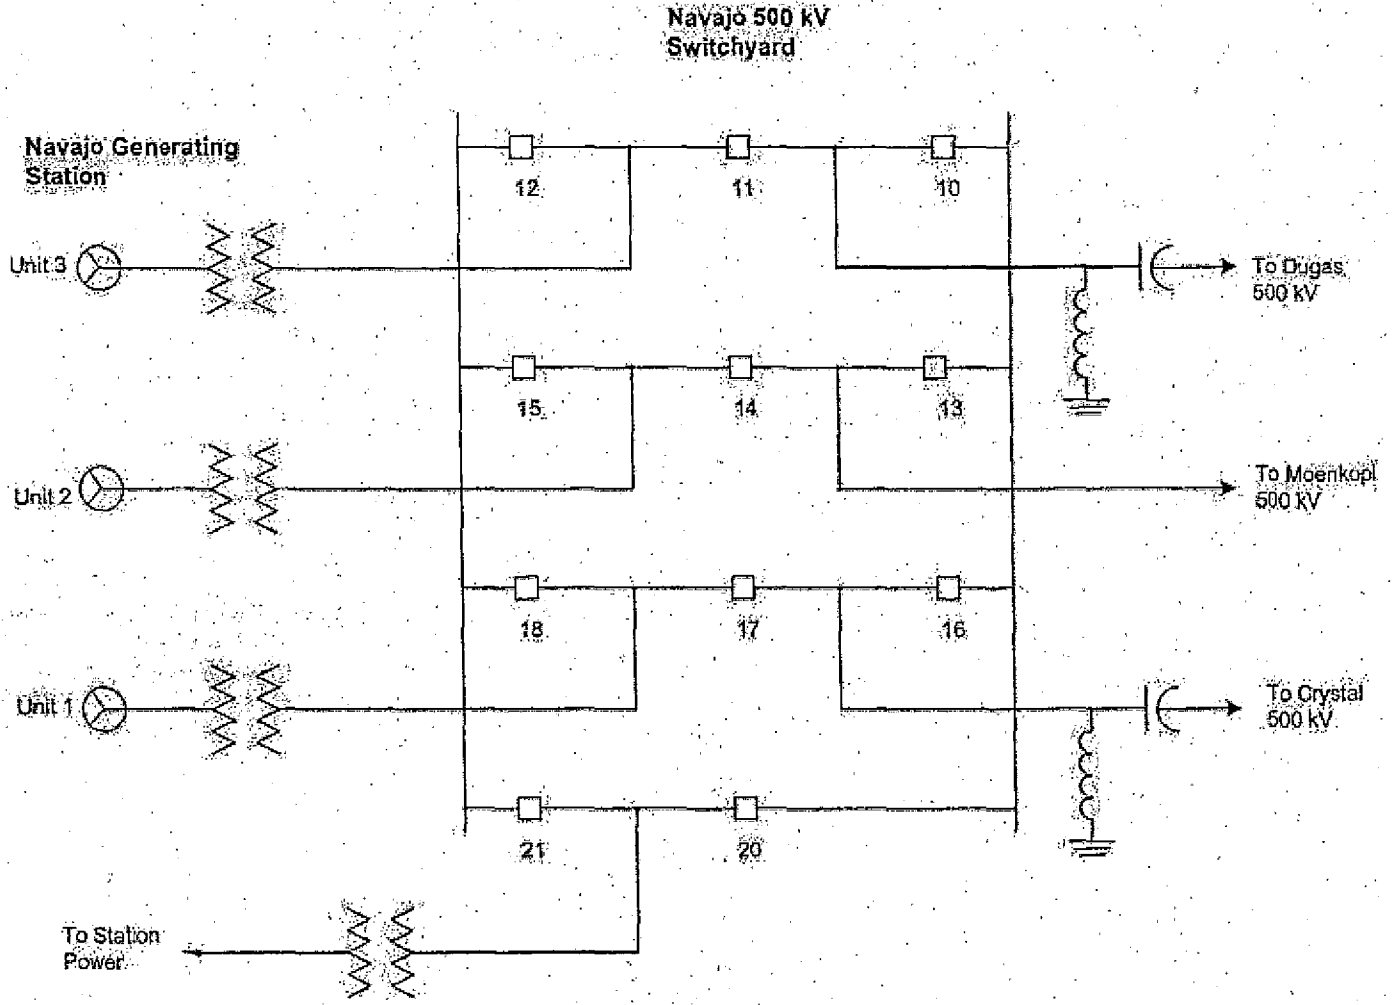 Navajo 500 kV
Switchyard
Navajo Generating
Station
12
11
10
Unit 3
To Dugas
500 kV
15
14
13
Unit 2
To Moenkopi
500 kV
18
17
16
Unit 1
To Crystal
500 kV
21
20
To Station
Power